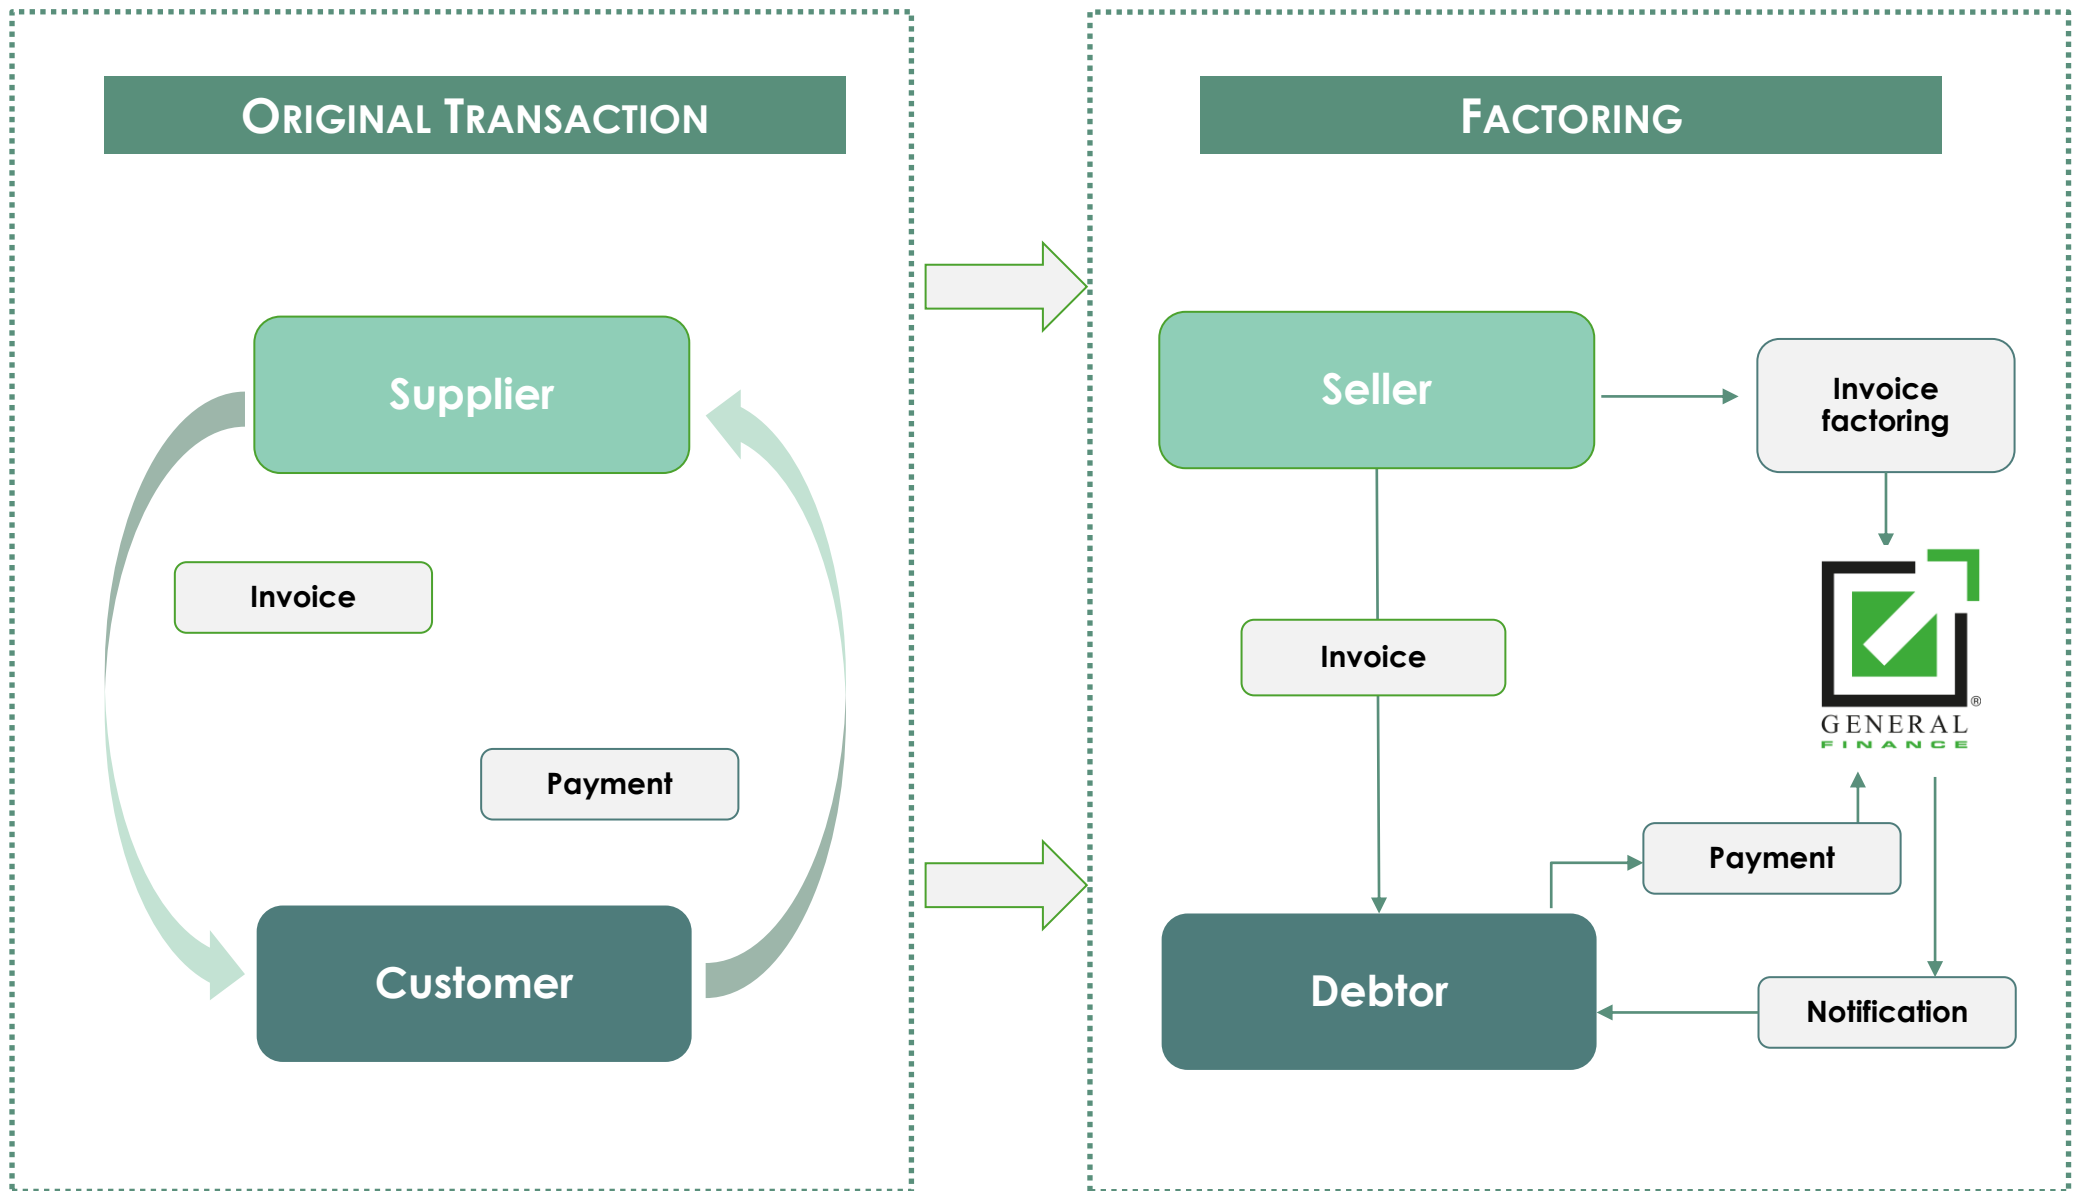 ORIGINAL TRANSACTION
Supplier
Invoice
Payment
Customer
FACTORING
Seller
Invoice
factoring
Invoice
®
GENERAL
FINANCE
Payment
Debtor
Notification